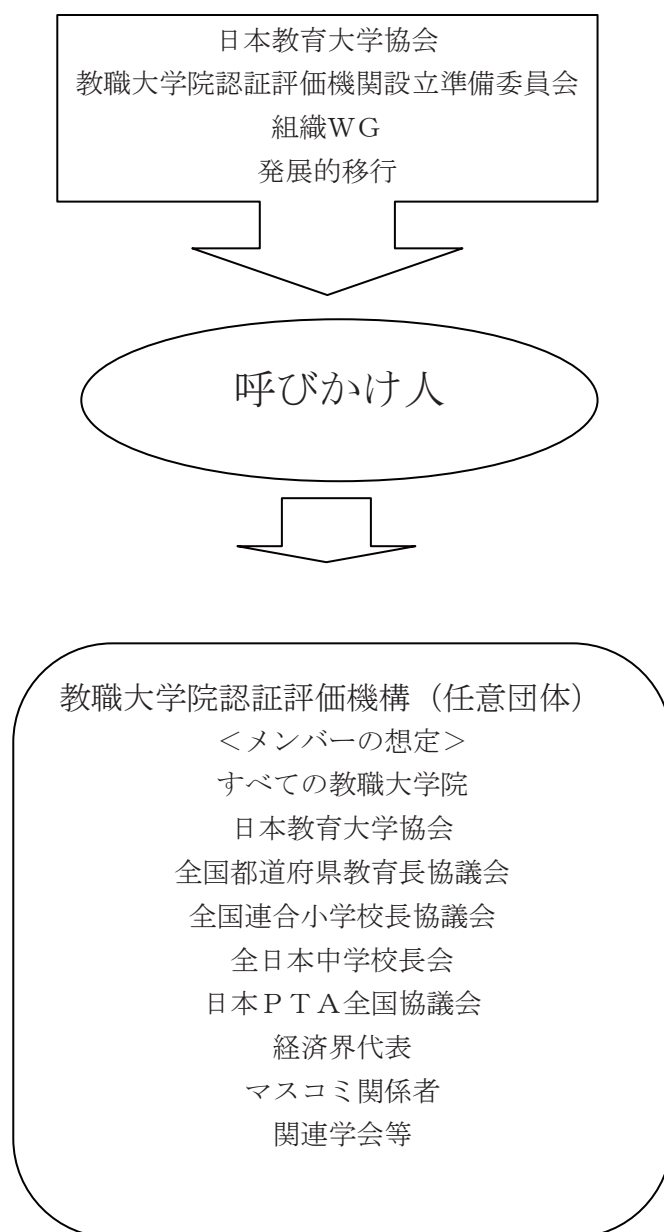 日本教育大学協会
教職大学院認証評価機関設立準備委員会
組織ＷＧ
発展的移行
呼びかけ人
教職大学院認証評価機構（任意団体）
＜メンバーの想定＞
すべての教職大学院
日本教育大学協会
全国都道府県教育長協議会
全国連合小学校長協議会
全日本中学校長会
日本ＰＴＡ全国協議会
経済界代表
マスコミ関係者
関連学会等